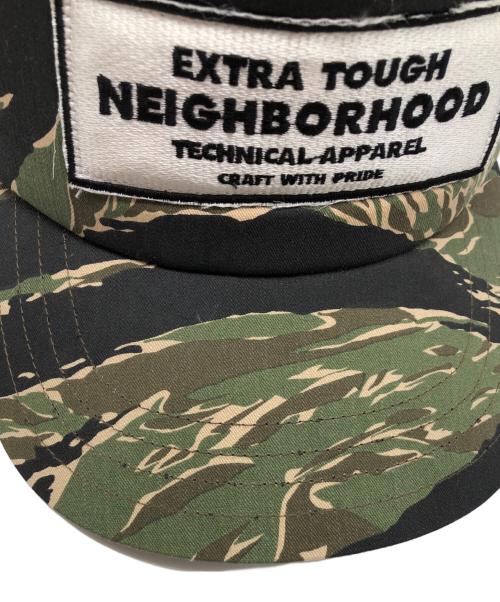 EXTRA TOUGH
NEIGHBORHOOD
TECHNICAL APPAREL
CRAFT WITH PRIDE